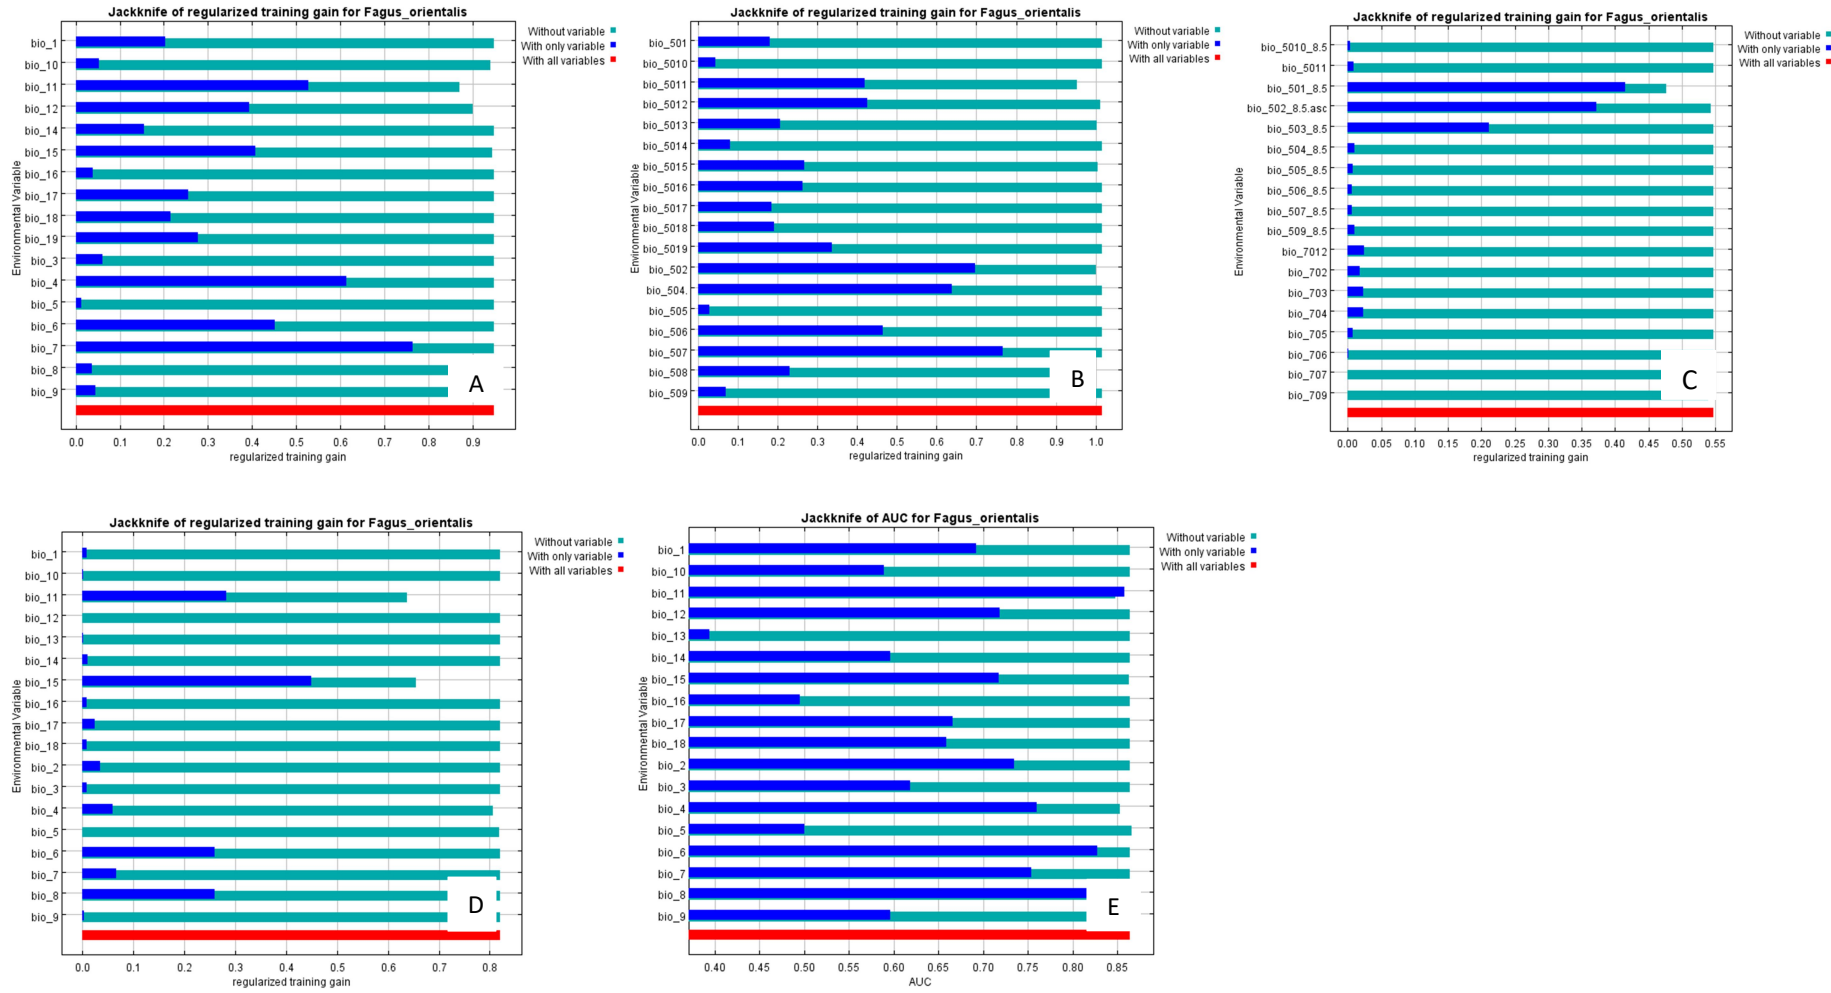 Jackknife of regularized training gain for Fagus_orientalis
Without variable
With only variable
With all variables
Environmental Variable
bio_1
bio_10
bio_11
bio_12
bio_14
bio_15
bio_16
bio_17
bio_18
bio_19
bio_3
bio_4
bio_5
bio_6
bio_7
bio_8
bio_9
A
0.0 0.1 0.2 0.3 0.4 0.5 0.6 0.7 0.8 0.9
regularized training gain
Jackknife of regularized training gain for Fagus_orientalis
Without variable
With only variable
With all variables
Environmental Variable
bio_501
bio_5010
bio_5011
bio_5012
bio_5013
bio_5014
bio_5015
bio_5016
bio_5017
bio_5018
bio_5019
bio_502
bio_504.
bio_505
bio_506
bio_507
bio_508
bio_509
B
0.0 0.1 0.2 0.3 0.4 0.5 0.6 0.7 0.8 0.9 1.0
regularized training gain
Jackknife of regularized training gain for Fagus_orientalis
Without variable
With only variable
With all variables
Environmental Variable
bio_5010_8.5
bio_5011
bio_501_8.5
bio_502_8.5.asc
bio_503_8.5
bio_504_8.5
bio_505_8.5
bio_506_8.5
bio_507_8.5
bio_509_8.5
bio_7012
bio_702
bio_703
bio_704
bio_705
bio_706
bio_707
bio_709
C
0.00 0.05 0.10 0.15 0.20 0.25 0.30 0.35 0.40 0.45 0.50 0.55
regularized training gain
Jackknife of regularized training gain for Fagus_orientalis
Without variable
With only variable
With all variables
Environmental Variable
bio_1
bio_10
bio_11
bio_12
bio_13
bio_14
bio_15
bio_16
bio_17
bio_18
bio_2
bio_3
bio_4
bio_5
bio_6
bio_7
bio_8
bio_9
D
0.0 0.1 0.2 0.3 0.4 0.5 0.6 0.7 0.8
regularized training gain
Jackknife of AUC for Fagus_orientalis
Without variable
With only variable
With all variables
Environmental Variable
bio_1
bio_10
bio_11
bio_12
bio_13
bio_14
bio_15
bio_16
bio_17
bio_18
bio_2
bio_3
bio_4
bio_5
bio_6
bio_7
bio_8
bio_9
E
0.40 0.45 0.50 0.55 0.60 0.65 0.70 0.75 0.80 0.85
AUC